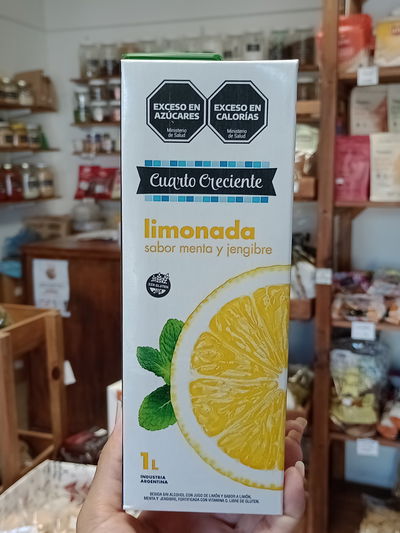 EXCESO EN
AZÚCARES
Ministerio
de Salud
EXCESO EN
CALORÍAS
Ministerio
de Salud
Cuarto Creciente
limonada
sabor menta y jengibre
SIN GLUTEN
1L
INDUSTRIA
ARGENTINA
BEBIDA SIN ALCOHOL, CON JUGO DE LIMÓN Y SABOR A LIMÓN,
MENTA Y JENGIBRE, FORTIFICADA CON VITAMINA C. LIBRE DE GLUTEN.